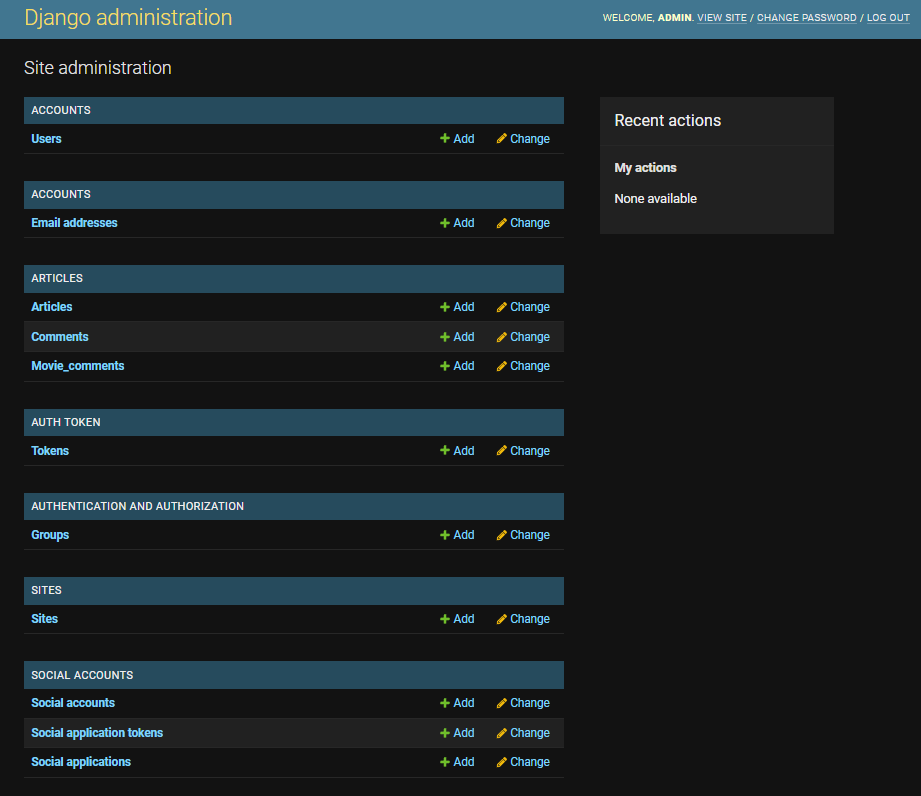 Django administration
WELCOME, ADMIN. VIEW SITE / CHANGE PASSWORD / LOG OUT
Site administration
ACCOUNTS
Users Add Change
ACCOUNTS
Email addresses Add Change
ARTICLES
Articles Add Change
Comments Add Change
Movie_comments Add Change
AUTH TOKEN
Tokens Add Change
AUTHENTICATION AND AUTHORIZATION
Groups Add Change
SITES
Sites Add Change
SOCIAL ACCOUNTS
Social accounts Add Change
Social application tokens Add Change
Social applications Add Change
Recent actions
My actions
None available